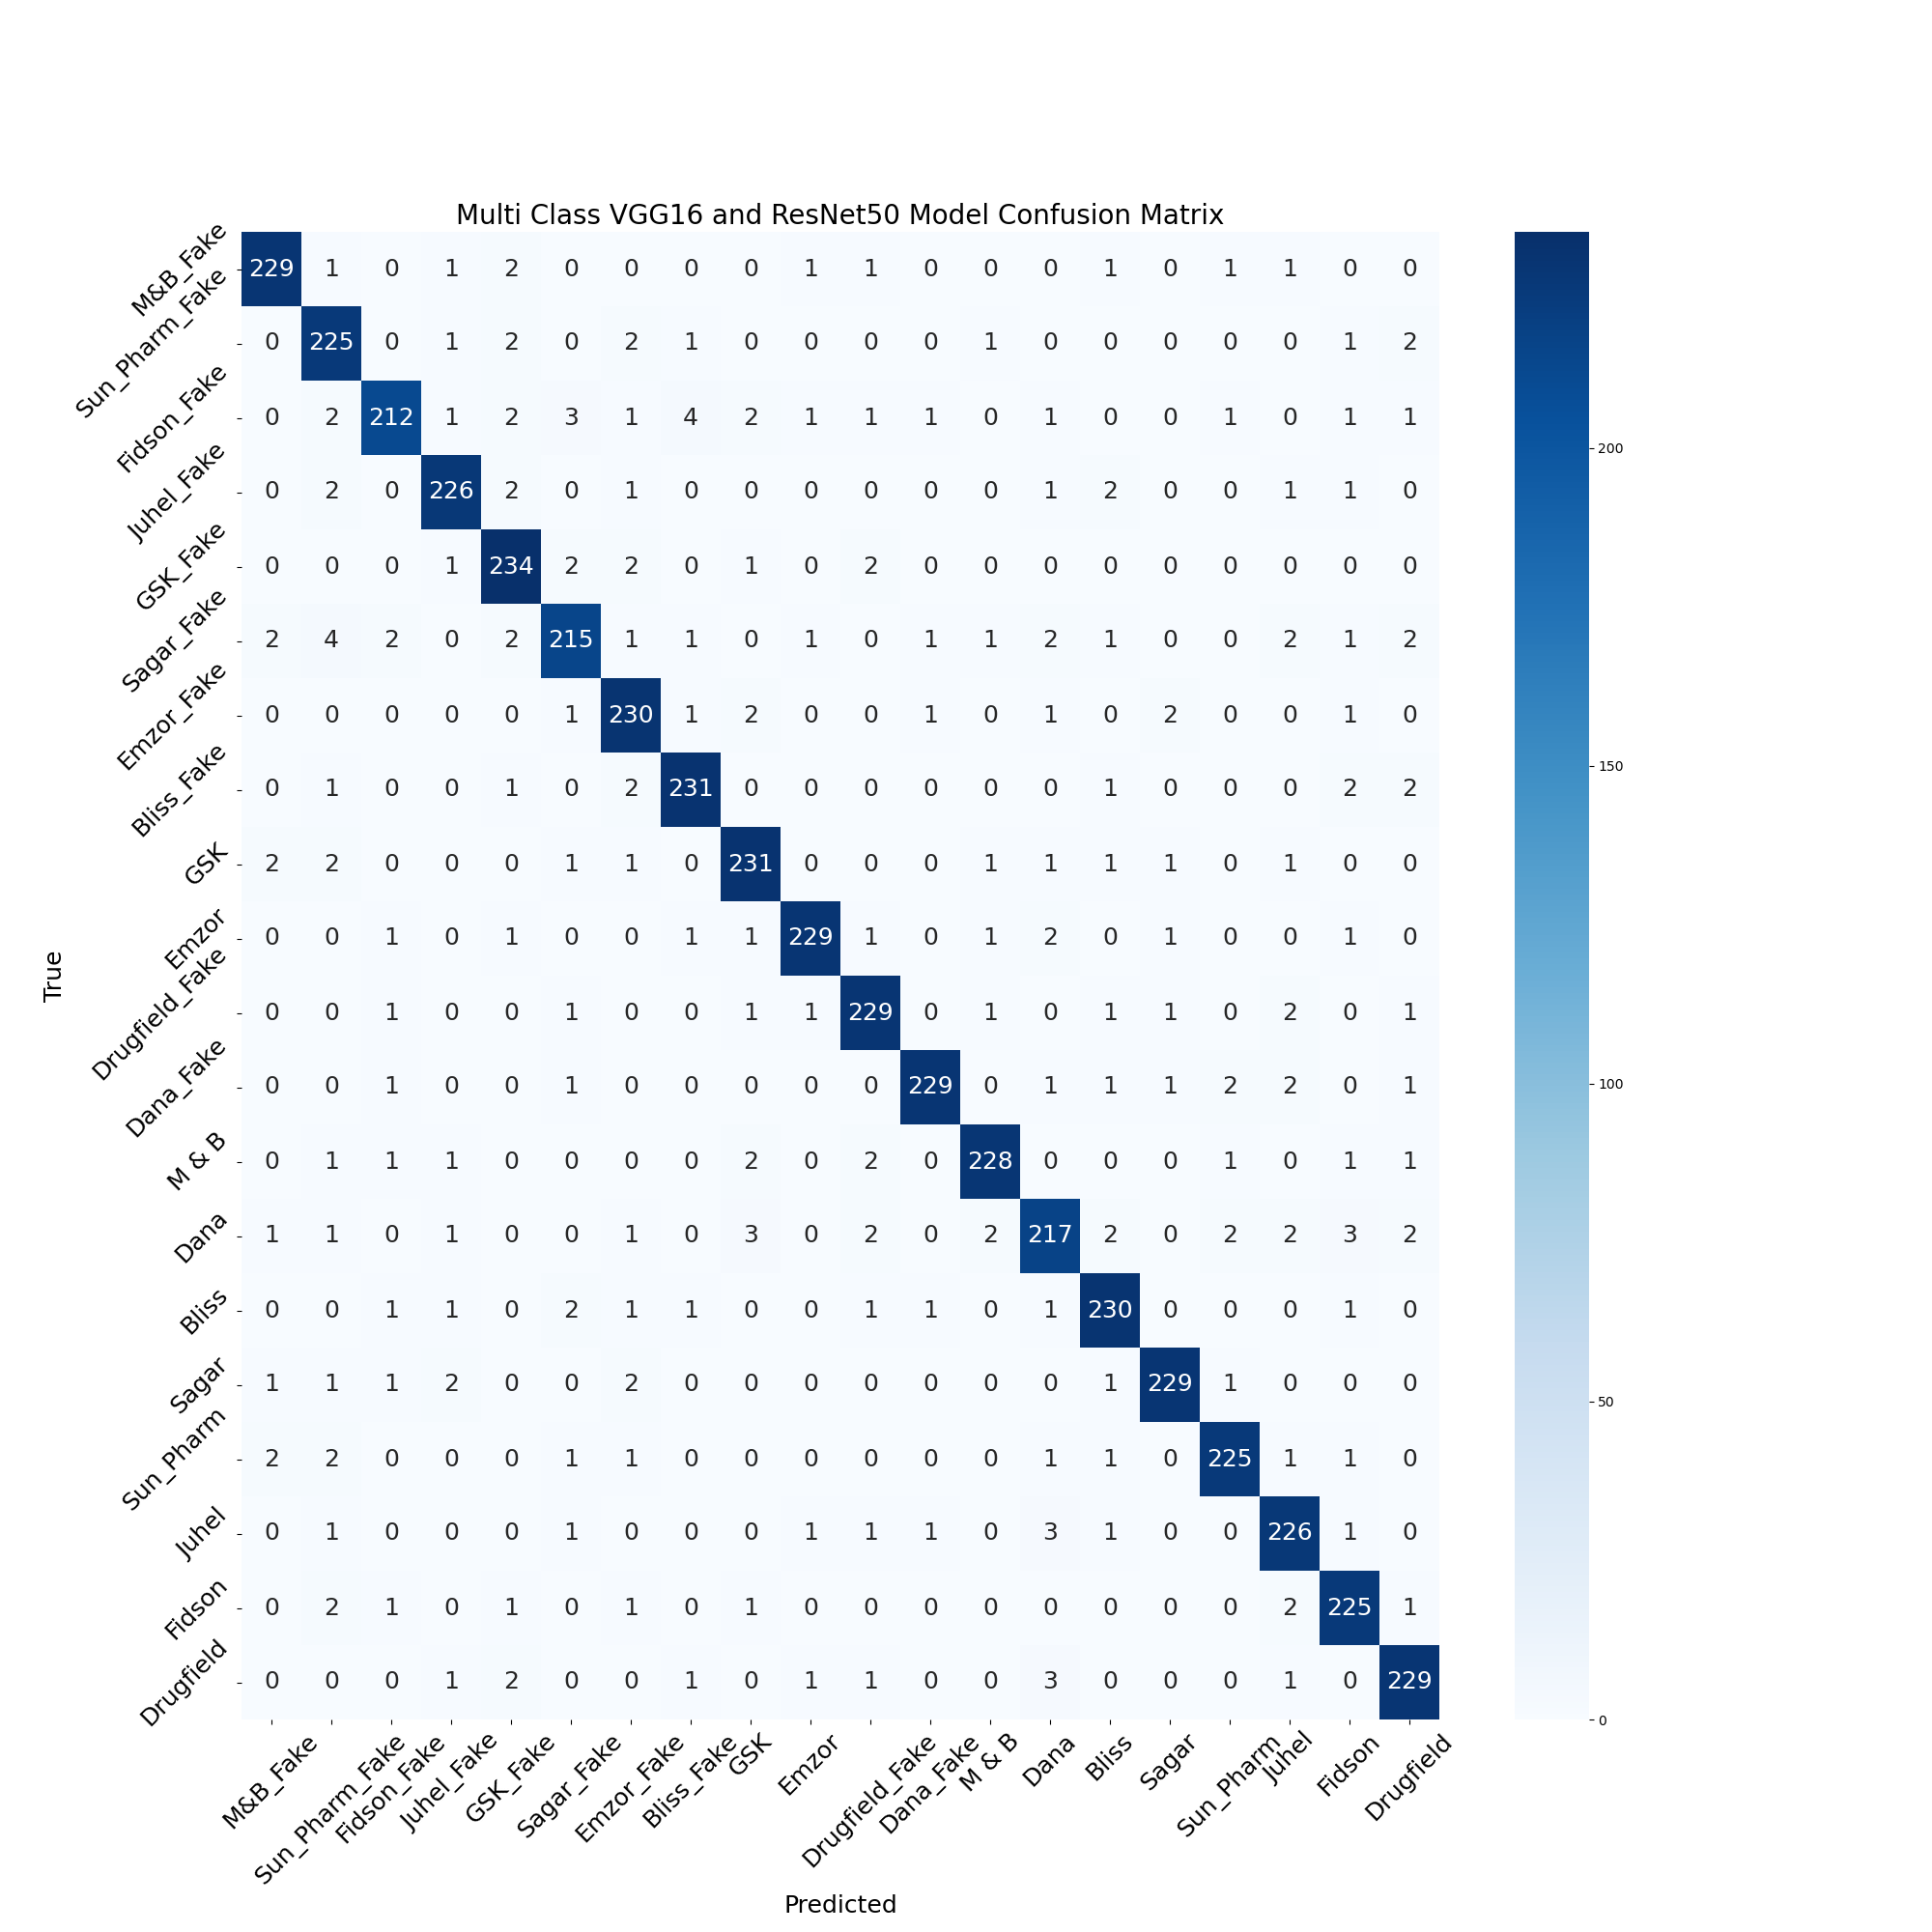 Multi Class VGG16 and ResNet50 Model Confusion Matrix
M&B_Fake 229 1 0 1 2 0 0 0 0 1 1 0 0 0 1 0 1 1 0 0
Sun_Pharm_Fake 0 225 0 1 2 0 2 1 0 0 0 0 1 0 0 0 0 0 1 2
Fidson_Fake 0 2 212 1 2 3 1 4 2 1 1 1 0 1 0 0 1 0 1 1
Juhel_Fake 0 2 0 226 2 0 1 0 0 0 0 0 0 1 2 0 0 1 1 0
GSK_Fake 0 0 0 1 234 2 2 0 1 0 2 0 0 0 0 0 0 0 0 0
Sagar_Fake 2 4 2 0 2 215 1 1 0 1 0 1 1 2 1 0 0 2 1 2
Emzor_Fake 0 0 0 0 0 1 230 1 2 0 0 1 0 1 0 2 0 0 1 0
Bliss_Fake 0 1 0 0 1 0 2 231 0 0 0 0 0 0 1 0 0 0 2 2
GSK 2 2 0 0 0 1 1 0 231 0 0 0 1 1 1 1 0 1 0 0
Emzor 0 0 1 0 1 0 0 1 1 229 1 0 1 2 0 1 0 0 1 0
Drugfield_Fake 0 0 1 0 0 1 0 0 1 1 229 0 1 0 1 1 0 2 0 1
Dana_Fake 0 0 1 0 0 1 0 0 0 0 0 229 0 1 1 1 2 2 0 1
M & B 0 1 1 1 0 0 0 0 2 0 2 0 228 0 0 0 1 0 1 1
Dana 1 1 0 1 0 0 1 0 3 0 2 0 2 217 2 0 2 2 3 2
Bliss 0 0 1 1 0 2 1 1 0 0 1 1 0 1 230 0 0 0 1 0
Sagar 1 1 1 2 0 0 2 0 0 0 0 0 0 0 1 229 1 0 0 0
Sun_Pharm 2 2 0 0 0 1 1 0 0 0 0 0 0 1 1 0 225 1 1 0
Juhel 0 1 0 0 0 1 0 0 0 1 1 1 0 3 1 0 0 226 1 0
Fidson 0 2 1 0 1 0 1 0 1 0 0 0 0 0 0 0 0 2 225 1
Drugfield 0 0 0 1 2 0 0 1 0 1 1 0 0 3 0 0 0 1 0 229
True
M&B_Fake Sun_Pharm_Fake Fidson_Fake Juhel_Fake GSK_Fake Sagar_Fake Emzor_Fake Bliss_Fake GSK Emzor Drugfield_Fake Dana_Fake M & B Dana Bliss Sagar Sun_Pharm Juhel Fidson Drugfield
Predicted
200
150
100
50
0